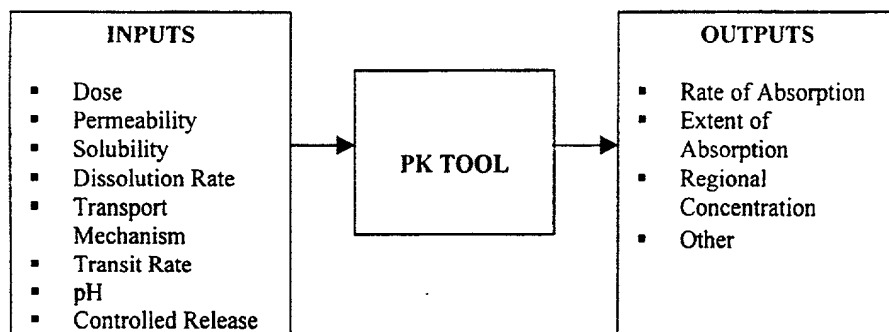 INPUTS
▪ Dose
▪ Permeability
▪ Solubility
▪ Dissolution Rate
▪ Transport
Mechanism
▪ Transit Rate
▪ pH
▪ Controlled Release
PK TOOL
OUTPUTS
▪ Rate of Absorption
▪ Extent of
Absorption
▪ Regional
Concentration
▪ Other